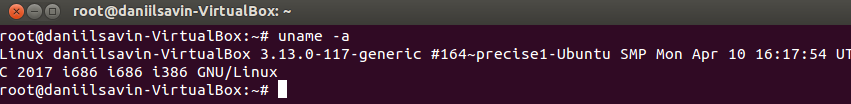 root@daniilsavin-VirtualBox: ~
root@daniilsavin-VirtualBox:~# uname -a
Linux daniilsavin-VirtualBox 3.13.0-117-generic #164~precise1-Ubuntu SMP Mon Apr 10 16:17:54 UT
C 2017 i686 i686 i386 GNU/Linux
root@daniilsavin-VirtualBox:~#